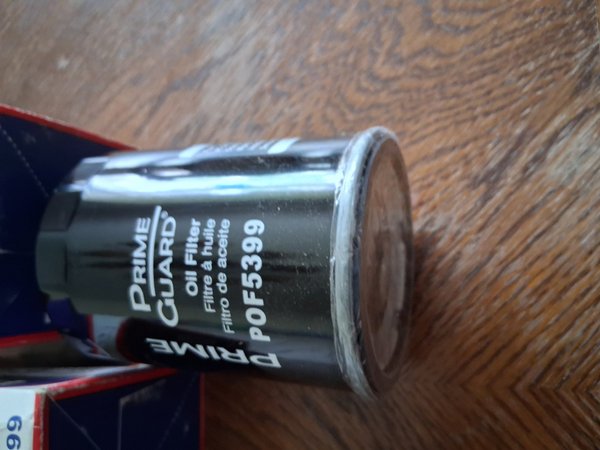 PRIME
GUARD®
Oil Filter
Filtre à huile
Filtro de aceite
POF5399
PRIME
99